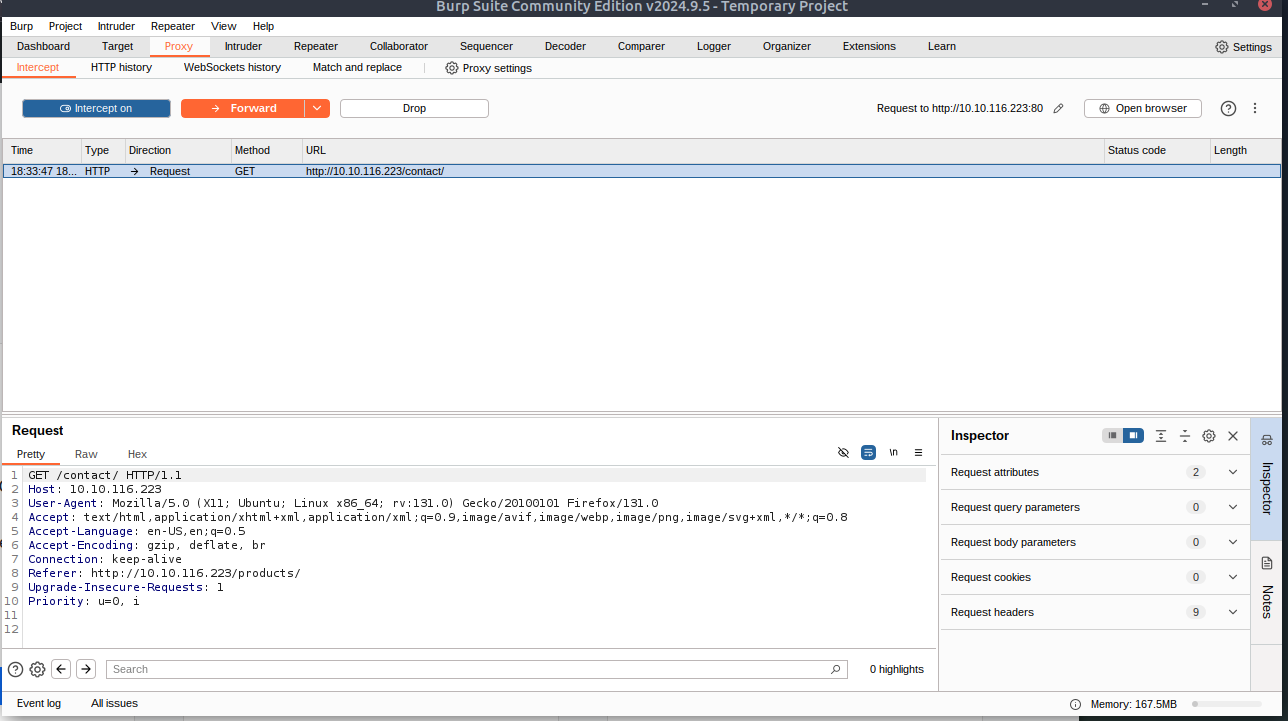 Burp Suite Community Edition v2024.9.5 - Temporary Project
Burp Project Intruder Repeater View Help
Dashboard Target Proxy Intruder Repeater Collaborator Sequencer Decoder Comparer Logger Organizer Extensions Learn Settings
Intercept HTTP history WebSockets history Match and replace Proxy settings
Intercept on Forward Drop Request to http://10.10.116.223:80 Open browser
Time Type Direction Method URL Status code Length
18:33:47 18... HTTP → Request GET http://10.10.116.223/contact/
Request
Pretty Raw Hex \n
1 GET /contact/ HTTP/1.1
2 Host: 10.10.116.223
3 User-Agent: Mozilla/5.0 (X11; Ubuntu; Linux x86_64; rv:131.0) Gecko/20100101 Firefox/131.0
4 Accept: text/html,application/xhtml+xml,application/xml;q=0.9,image/avif,image/webp,image/png,image/svg+xml,*/*;q=0.8
5 Accept-Language: en-US,en;q=0.5
6 Accept-Encoding: gzip, deflate, br
7 Connection: keep-alive
8 Referer: http://10.10.116.223/products/
9 Upgrade-Insecure-Requests: 1
10 Priority: u=0, i
11
12
Search 0 highlights
Inspector
Request attributes 2
Request query parameters 0
Request body parameters 0
Request cookies 0
Request headers 9
Inspector
Notes
Event log All issues Memory: 167.5MB